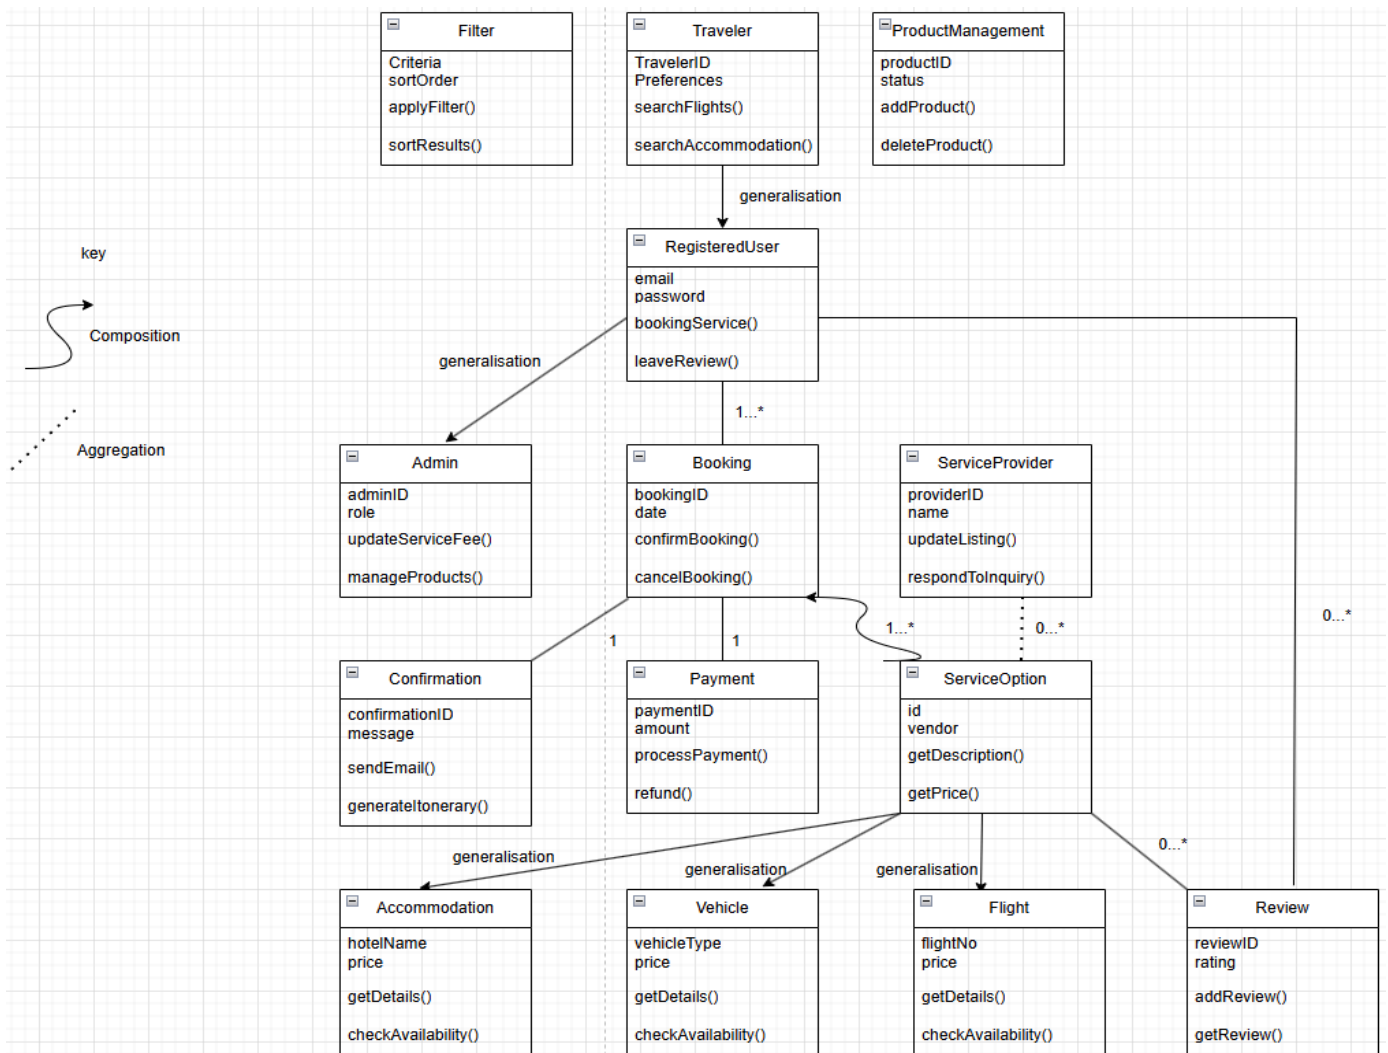 Filter
Criteria
sortOrder
applyFilter()
sortResults()
Traveler
TravelerID
Preferences
searchFlights()
searchAccommodation()
ProductManagement
productID
status
addProduct()
deleteProduct()
generalisation
key
Composition
Aggregation
RegisteredUser
email
password
bookingService()
leaveReview()
generalisation
1...*
Admin
adminID
role
updateServiceFee()
manageProducts()
Booking
bookingID
date
confirmBooking()
cancelBooking()
ServiceProvider
providerID
name
updateListing()
respondToInquiry()
1
1
1...*
0...*
0...*
Confirmation
confirmationID
message
sendEmail()
generateItonerary()
Payment
paymentID
amount
processPayment()
refund()
ServiceOption
id
vendor
getDescription()
getPrice()
generalisation
generalisation
generalisation
0...*
Accommodation
hotelName
price
getDetails()
checkAvailability()
Vehicle
vehicleType
price
getDetails()
checkAvailability()
Flight
flightNo
price
getDetails()
checkAvailability()
Review
reviewID
rating
addReview()
getReview()